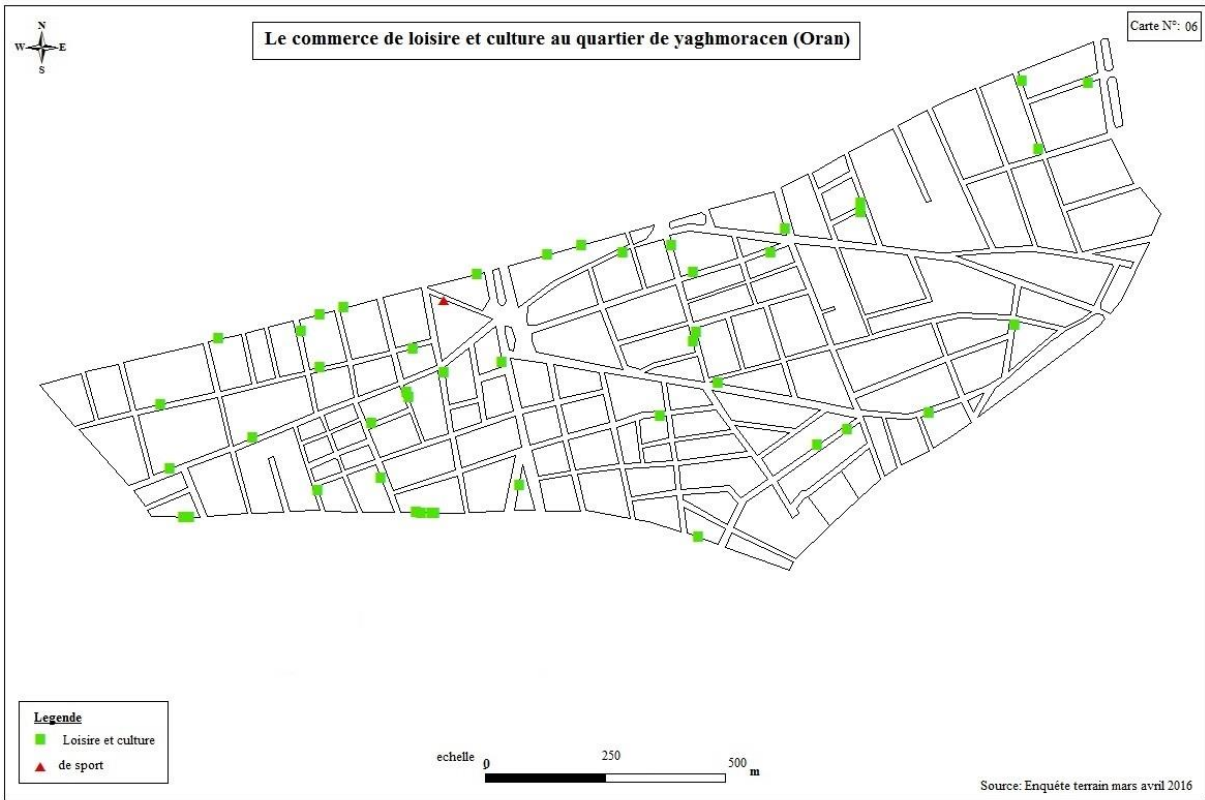 N
W E
S
Le commerce de loisire et culture au quartier de yaghmoracen (Oran)
Carte N°: 06
Legende
Loisire et culture
de sport
echelle 0 250 500 m
Source: Enquéte terrain mars avril 2016